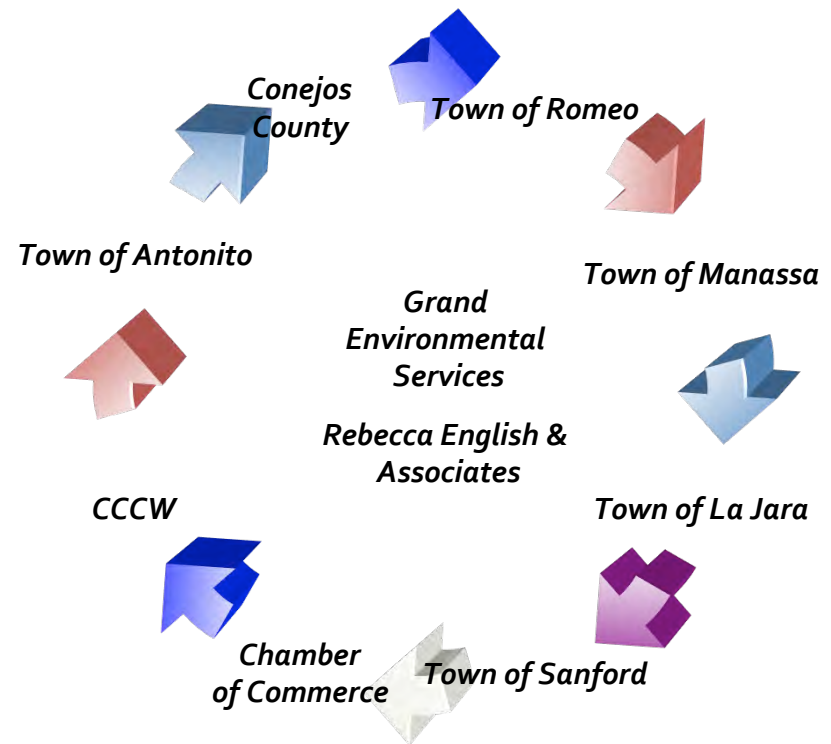 Conejos
County
Town of Romeo
Town of Antonito
Town of Manassa
Grand
Environmental
Services
Rebecca English &
Associates
CCCW
Town of La Jara
Chamber
of Commerce
Town of Sanford